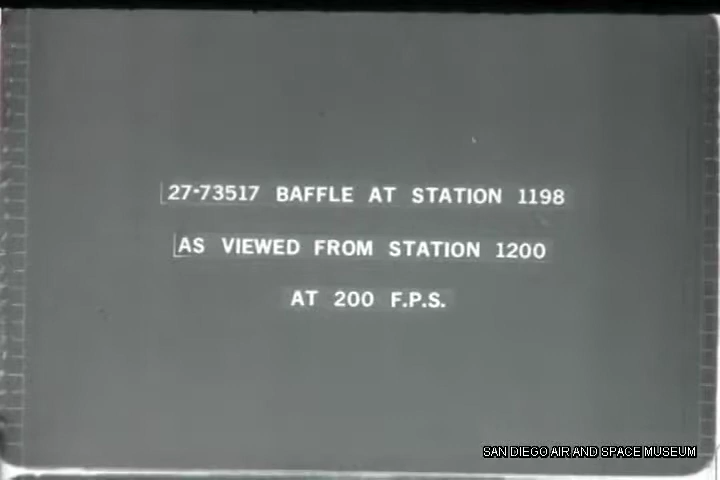 27-73517 BAFFLE AT STATION 1198
AS VIEWED FROM STATION 1200
AT 200 F.P.S.
SAN DIEGO AIR AND SPACE MUSEUM